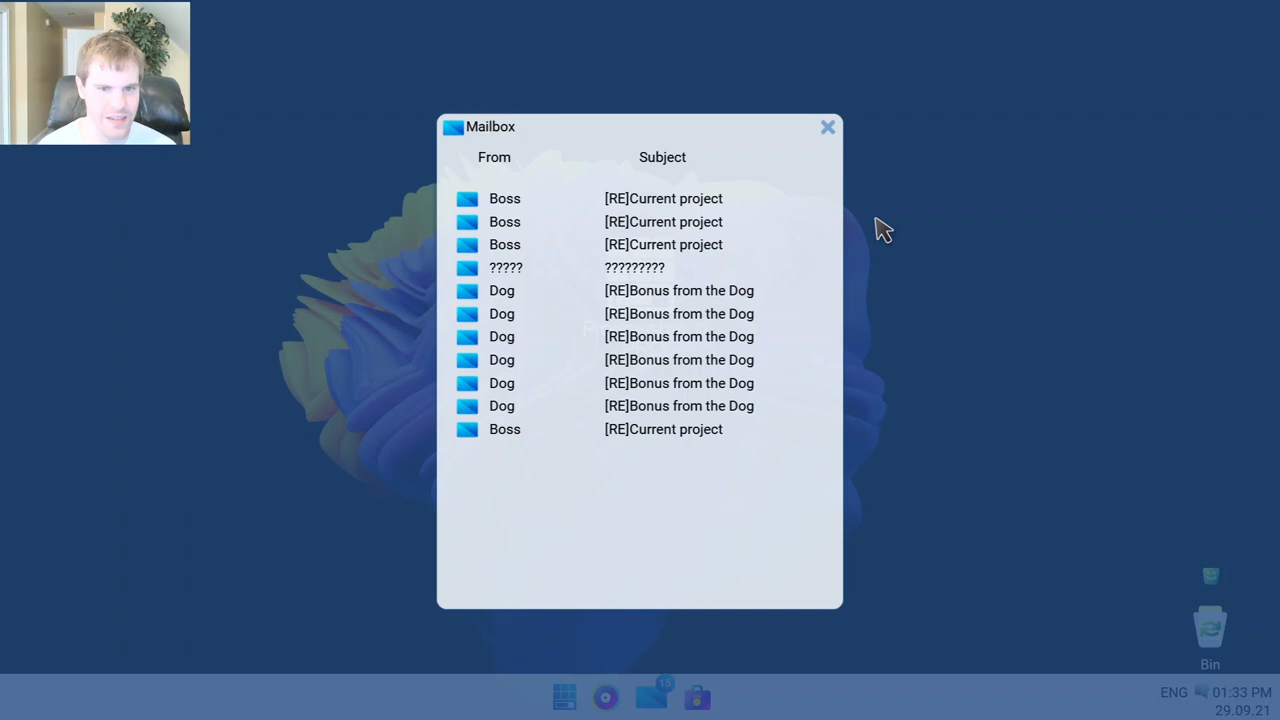 Mailbox
From Subject
Boss [RE]Current project
Boss [RE]Current project
Boss [RE]Current project
????? ?????????
Dog [RE]Bonus from the Dog
Dog [RE]Bonus from the Dog
Dog [RE]Bonus from the Dog
Dog [RE]Bonus from the Dog
Dog [RE]Bonus from the Dog
Dog [RE]Bonus from the Dog
Boss [RE]Current project
Bin
15
ENG 01:33 PM
29.09.21